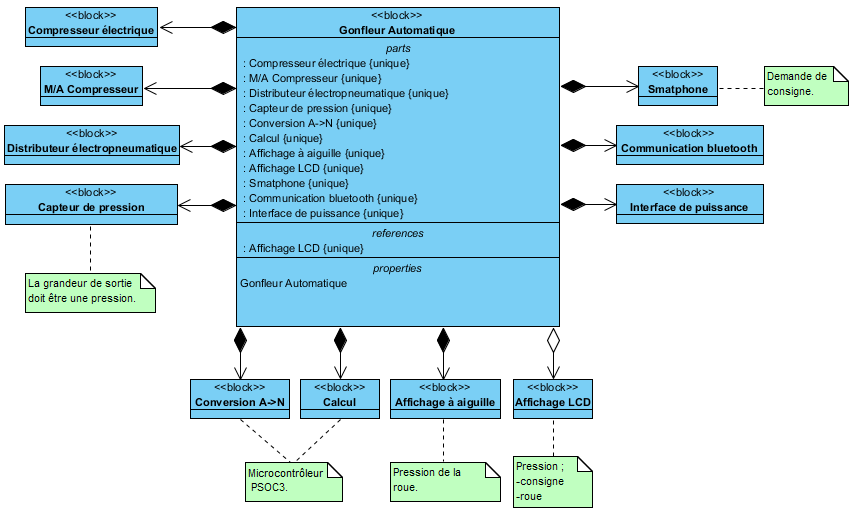 <<block>>
Compresseur électrique
<<block>>
M/A Compresseur
<<block>>
Distributeur électropneumatique
<<block>>
Capteur de pression
La grandeur de sortie
doit être une pression.
<<block>>
Gonfleur Automatique
parts
: Compresseur électrique {unique}
: M/A Compresseur {unique}
: Distributeur électropneumatique {unique}
: Capteur de pression {unique}
: Conversion A->N {unique}
: Calcul {unique}
: Affichage à aiguille {unique}
: Affichage LCD {unique}
: Smatphone {unique}
: Communication bluetooth {unique}
: Interface de puissance {unique}
references
: Affichage LCD {unique}
properties
Gonfleur Automatique
<<block>>
Smatphone
Demande de
consigne.
<<block>>
Communication bluetooth
<<block>>
Interface de puissance
<<block>>
Conversion A->N
<<block>>
Calcul
<<block>>
Affichage à aiguille
<<block>>
Affichage LCD
Microcontrôleur
PSOC3.
Pression de la
roue.
Pression ;
-consigne
-roue